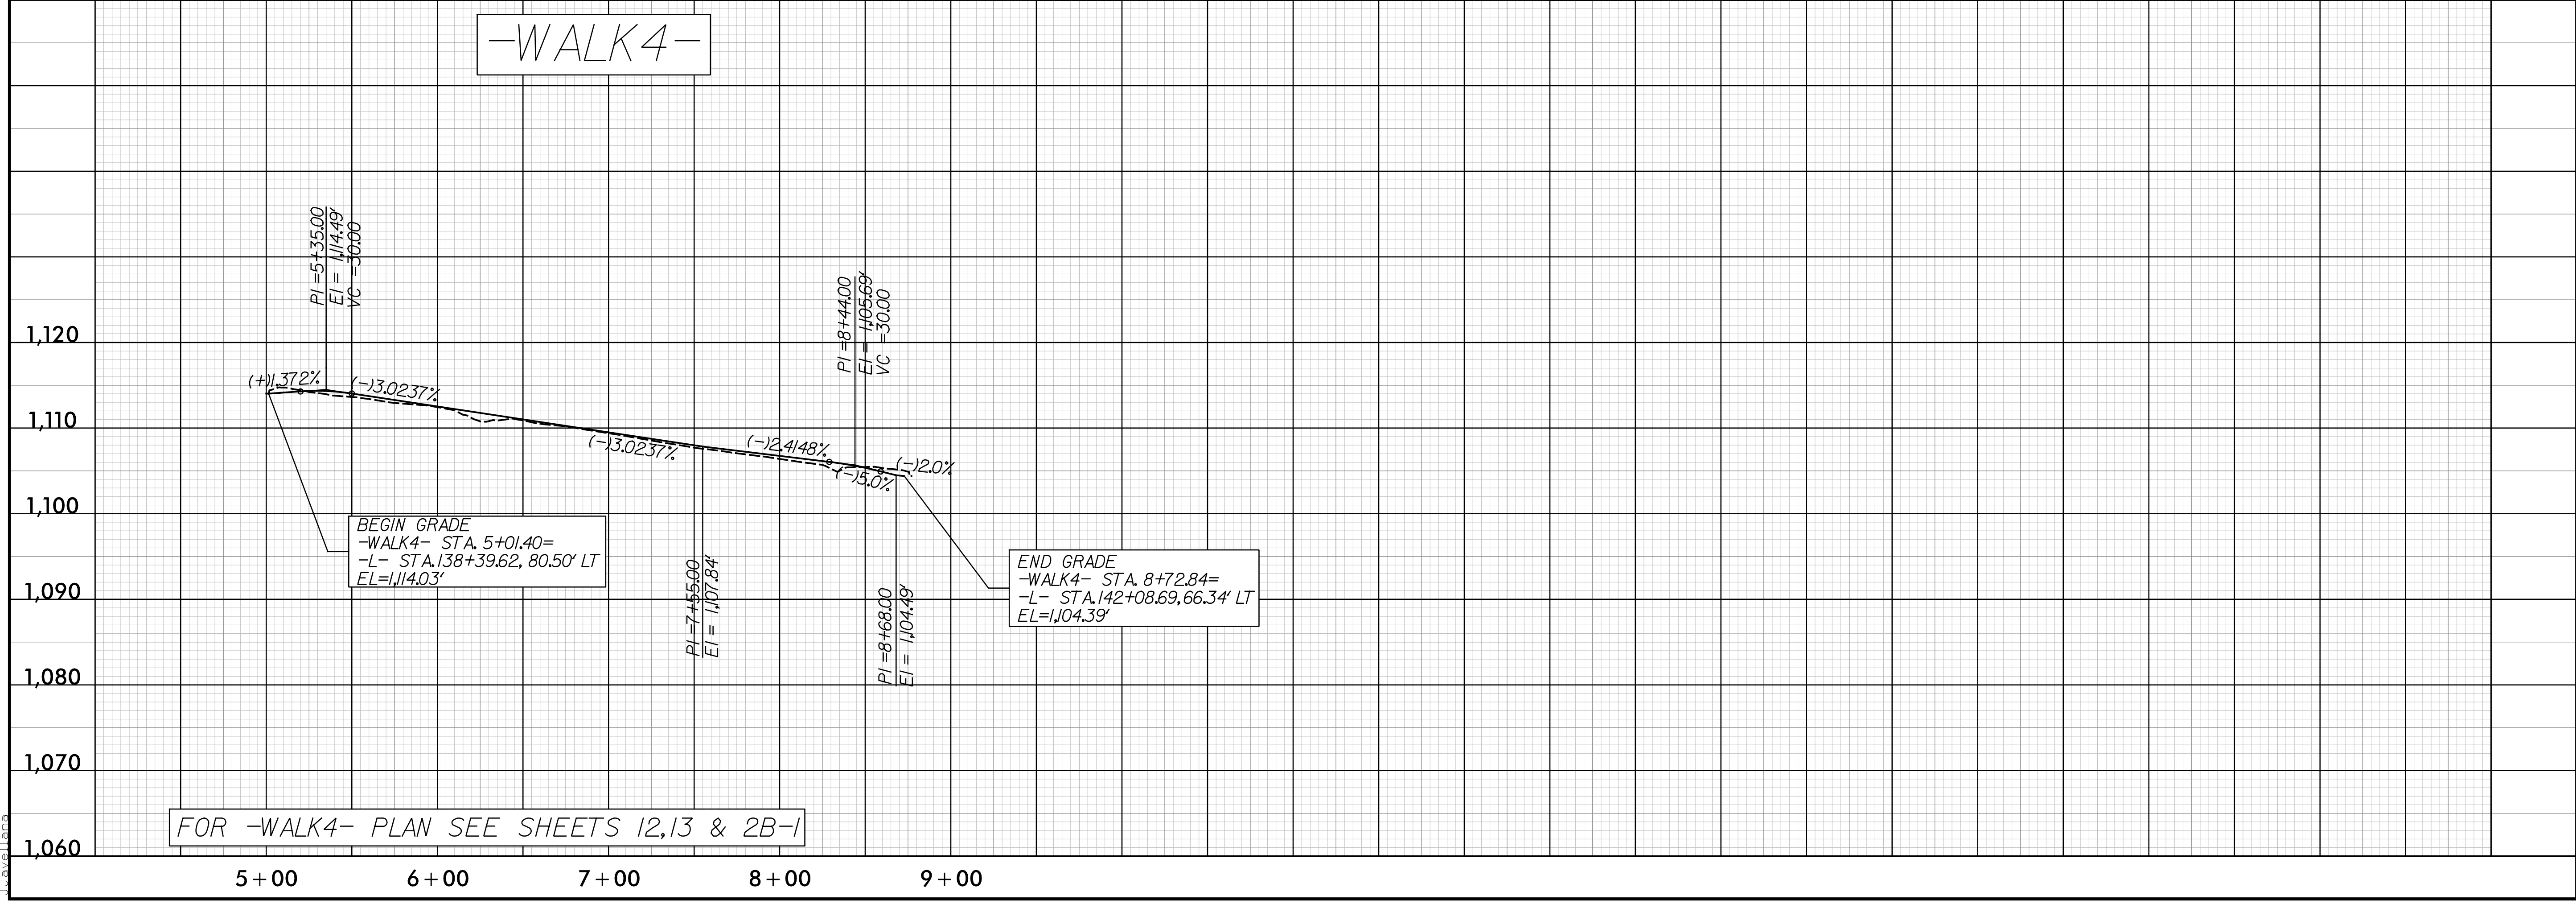 -WALK4-
PI =5+35.00
El = 1,114.49'
VC =30.00
PI =8+44.00
El = 1,105.69'
VC =30.00
1,120
(+)1.372%
(-)3.0237%
1,110
(-)3.0237%
(-)2.4148%
(-)5.0%
(-)2.0%
1,100
BEGIN GRADE
-WALK4- STA. 5+01.40=
-L- STA.138+39.62, 80.50' LT
EL=1,114.03'
END GRADE
-WALK4- STA. 8+72.84=
-L- STA.142+08.69,66.34' LT
EL=1,104.39'
PI =7+55.00
El = 1,107.84'
PI =8+68.00
El = 1,104.49'
1,090
1,080
1,070
FOR -WALK4- PLAN SEE SHEETS 12,13 & 2B-1
1,060
JJavellana
5+00 6+00 7+00 8+00 9+00